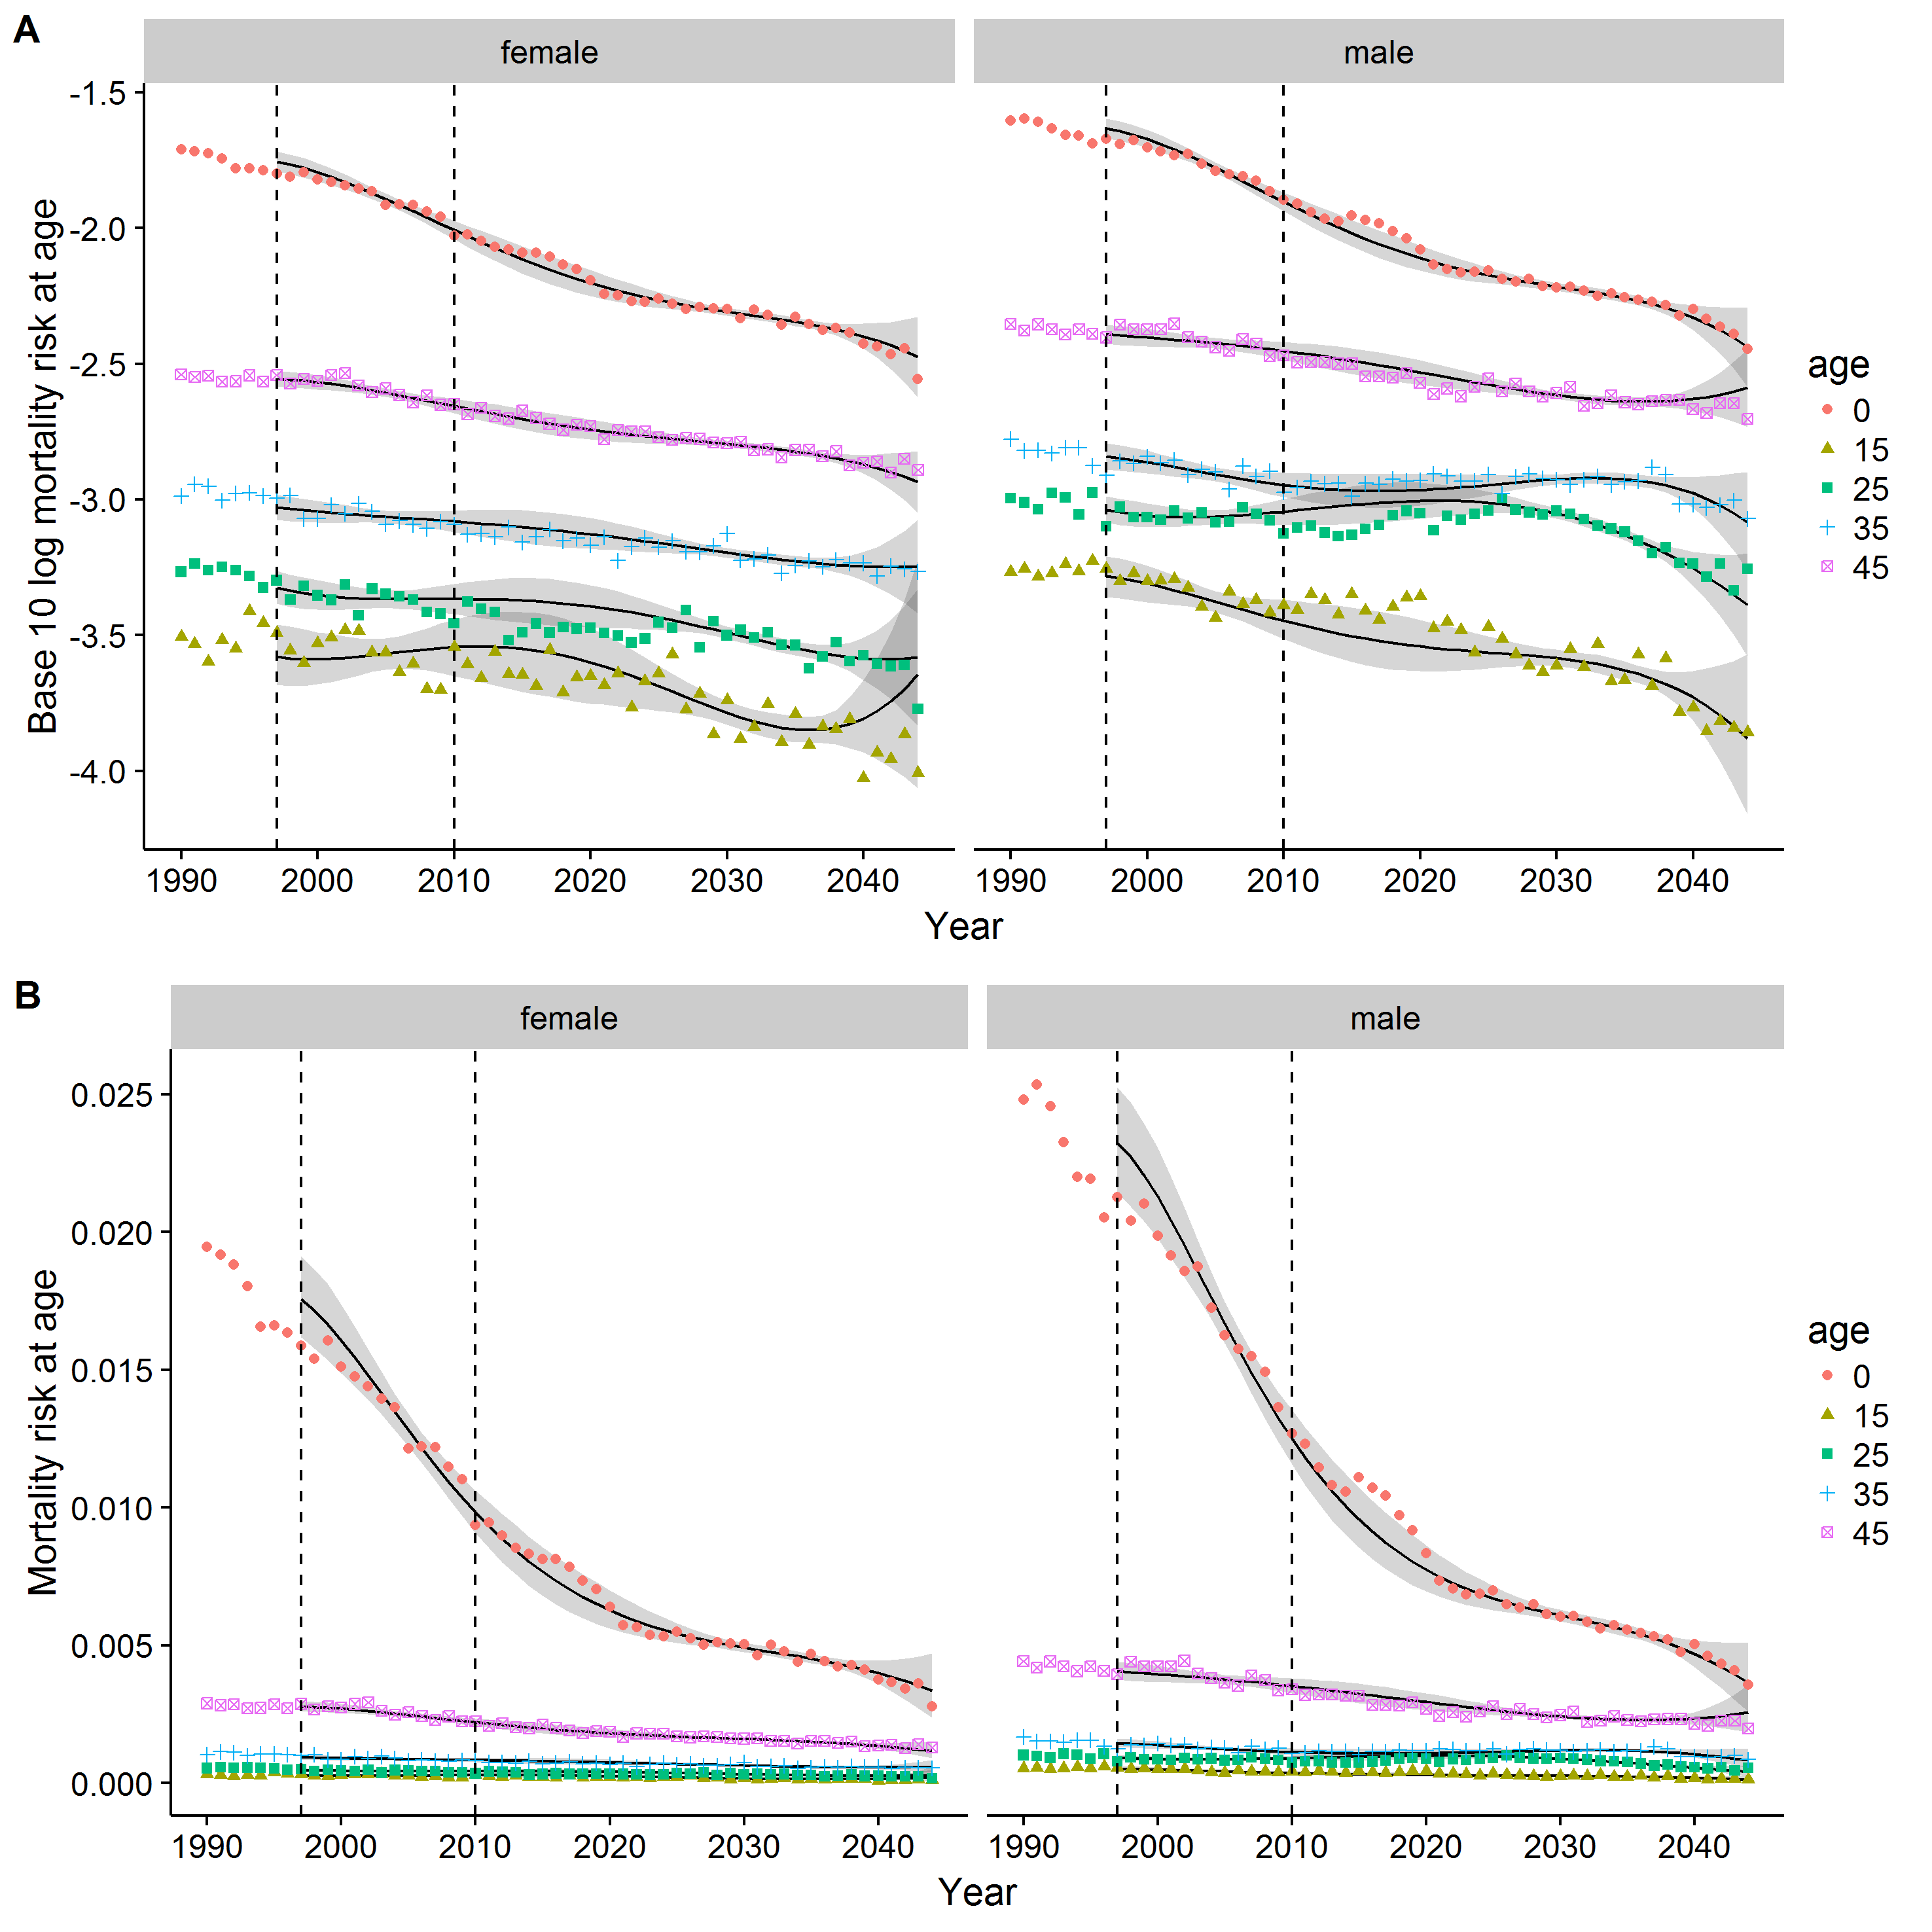 A
female
male
Base 10 log mortality risk at age
-1.5
-2.0
-2.5
-3.0
-3.5
-4.0
1990 2000 2010 2020 2030 2040
1990 2000 2010 2020 2030 2040
Year
age
0
15
25
35
45
B
female
male
Mortality risk at age
0.025
0.020
0.015
0.010
0.005
0.000
1990 2000 2010 2020 2030 2040
1990 2000 2010 2020 2030 2040
Year
age
0
15
25
35
45